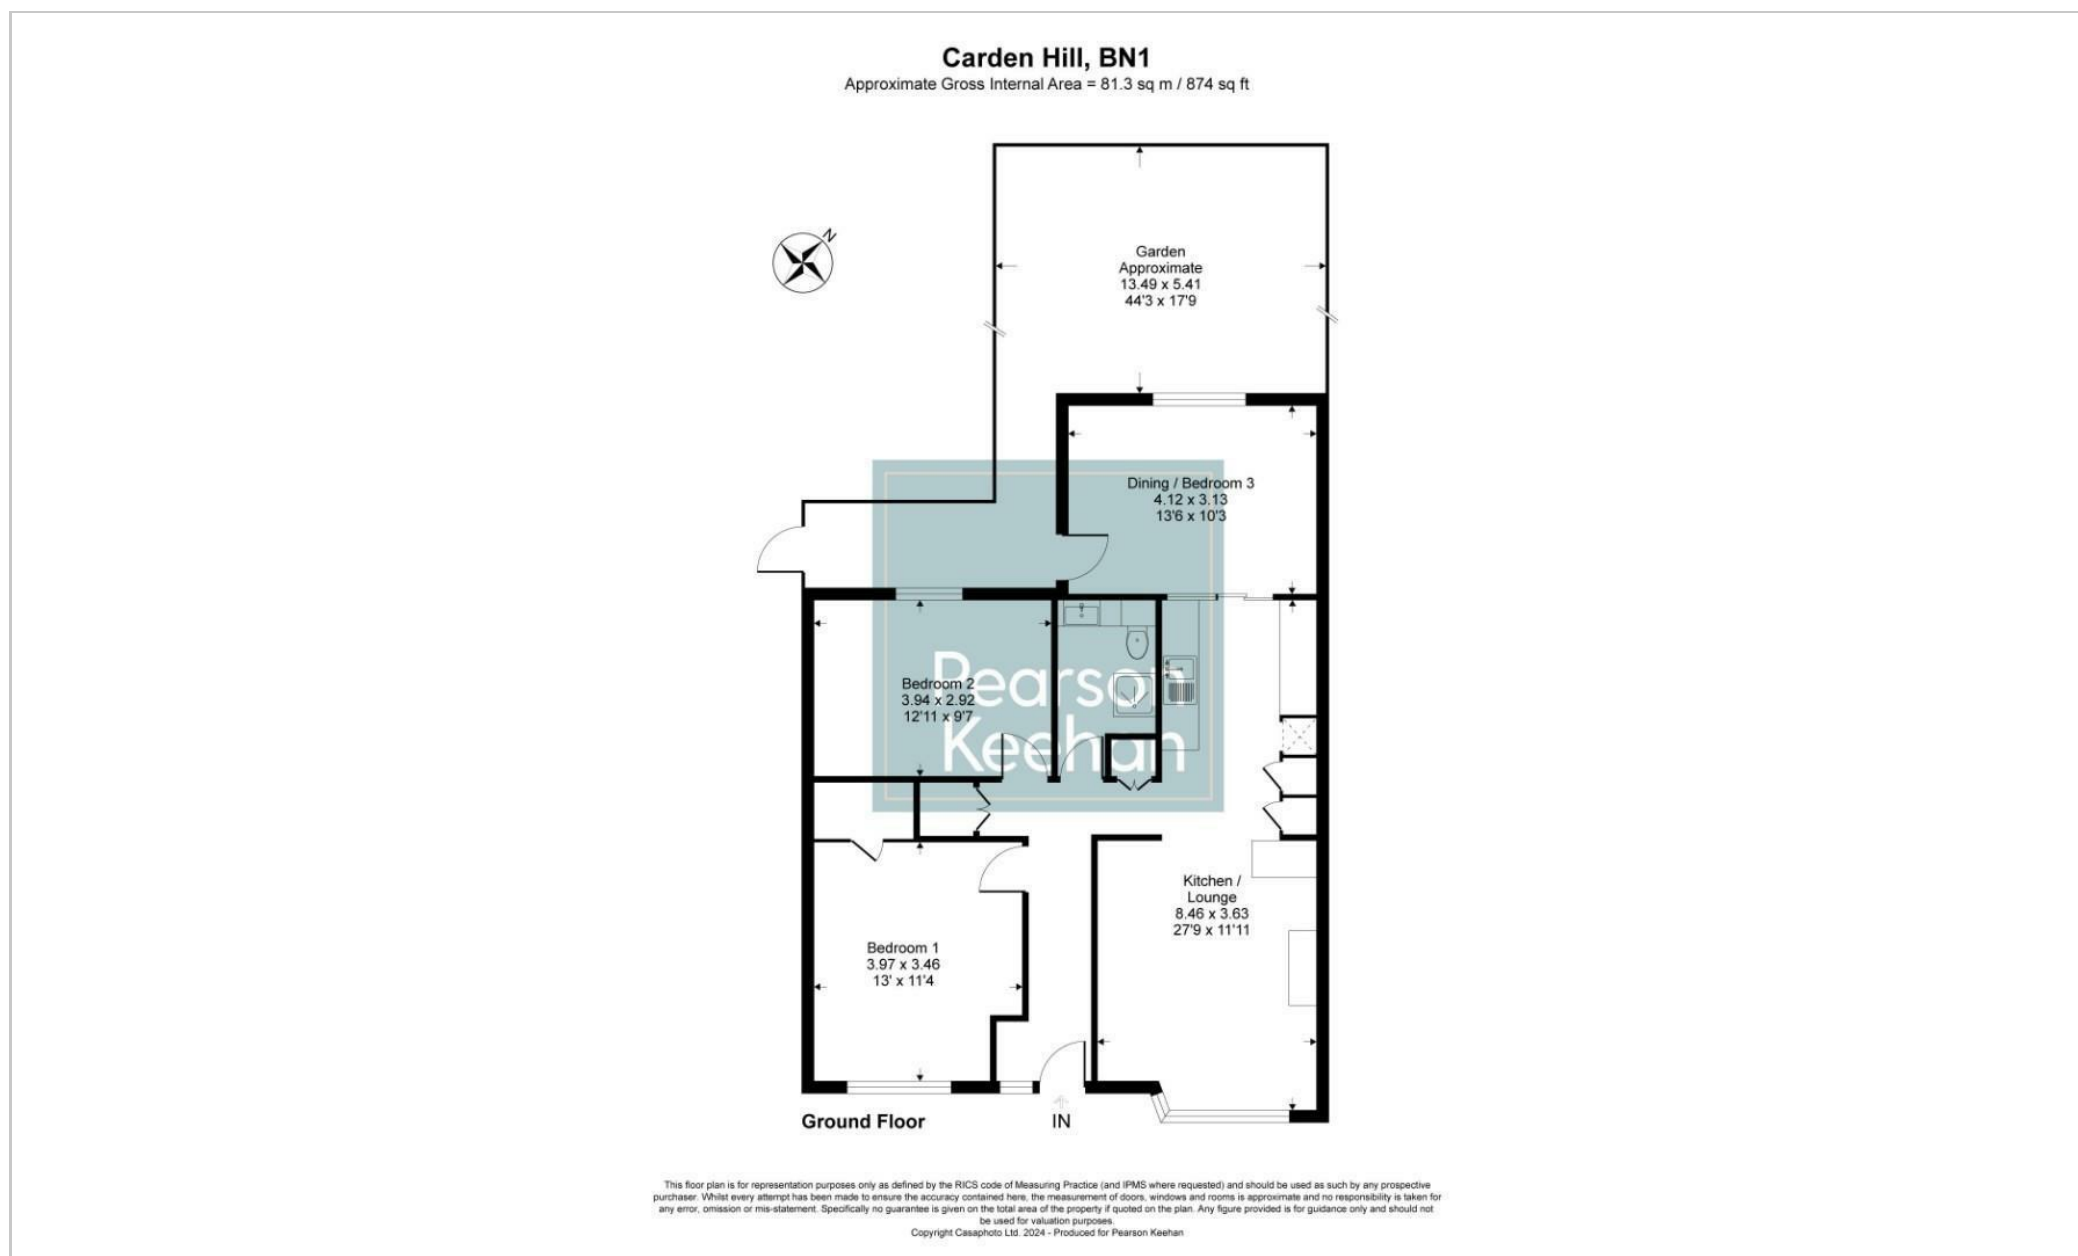 Carden Hill, BN1
Approximate Gross Internal Area = 81.3 sq m / 874 sq ft
N
Garden
Approximate
13.49 x 5.41
44'3 x 17'9
Dining / Bedroom 3
4.12 x 3.13
13'6 x 10'3
Pearson
Keehan
Bedroom 2
3.94 x 2.92
12'11 x 9'7
Kitchen /
Lounge
8.46 x 3.63
27'9 x 11'11
Bedroom 1
3.97 x 3.46
13' x 11'4
Ground Floor
IN
This floor plan is for representation purposes only as defined by the RICS code of Measuring Practice (and IPMS where requested) and should be used as such by any prospective
purchaser. Whilst every attempt has been made to ensure the accuracy contained here, the measurement of doors, windows and rooms is approximate and no responsibility is taken for
any error, omission or mis-statement. Specifically no guarantee is given on the total area of the property if quoted on the plan. Any figure provided is for guidance only and should not
be used for valuation purposes.
Copyright Casaphoto Ltd. 2024 - Produced for Pearson Keehan